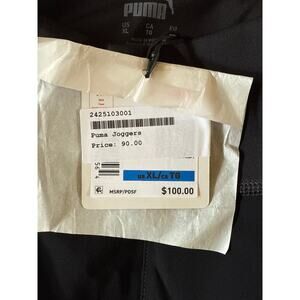 PUMA
US CA
XL TG
2425103001
Puma Joggers
Price: 90.00
US XL/CA TG
MSRP/PDSF $100.00